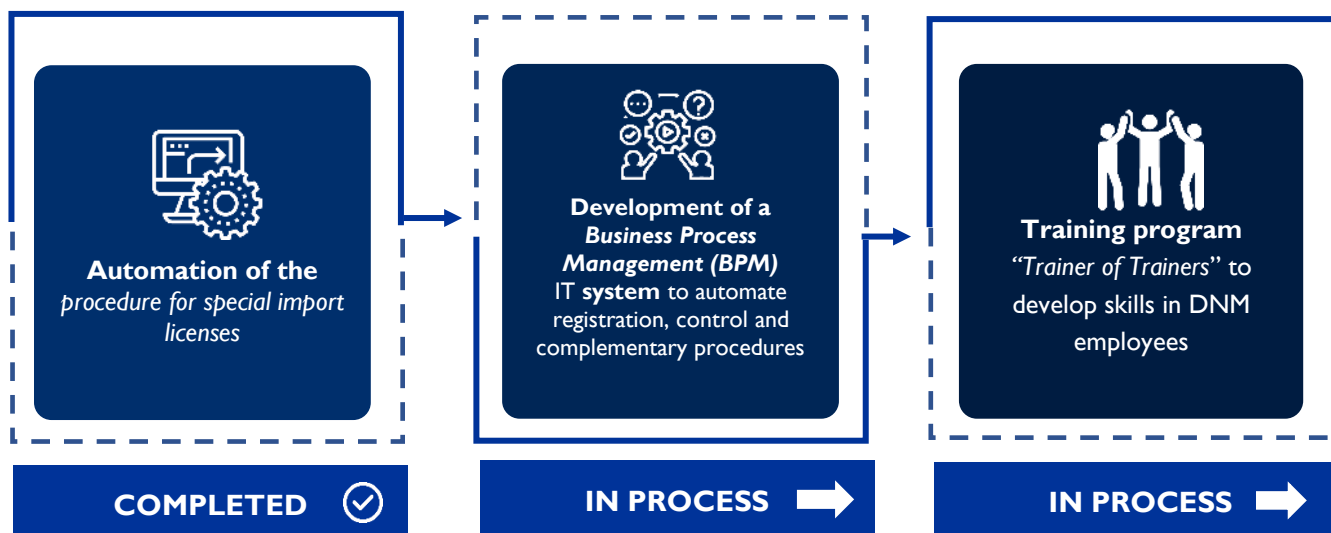 Automation of the
procedure for special import
licenses
COMPLETED
Development of a
Business Process
Management (BPM)
IT system to automate
registration, control and
complementary procedures
IN PROCESS
Training program
“Trainer of Trainers” to
develop skills in DNM
employees
IN PROCESS